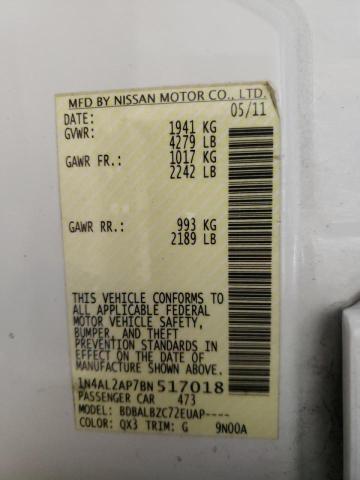 MFD BY NISSAN MOTOR CO., LTD.
DATE: 05/11
GVWR: 1941 KG
4279 LB
GAWR FR.: 1017 KG
2242 LB
GAWR RR.: 993 KG
2189 LB
THIS VEHICLE CONFORMS TO
ALL APPLICABLE FEDERAL
MOTOR VEHICLE SAFETY,
BUMPER, AND THEFT
PREVENTION STANDARDS IN
EFFECT ON THE DATE OF
MANUFACTURE SHOWN ABOVE.
1N4AL2AP7BN517018
PASSENGER CAR 473
MODEL: BDBALBZC72EUAP----
COLOR: QX3 TRIM: G 9N00A